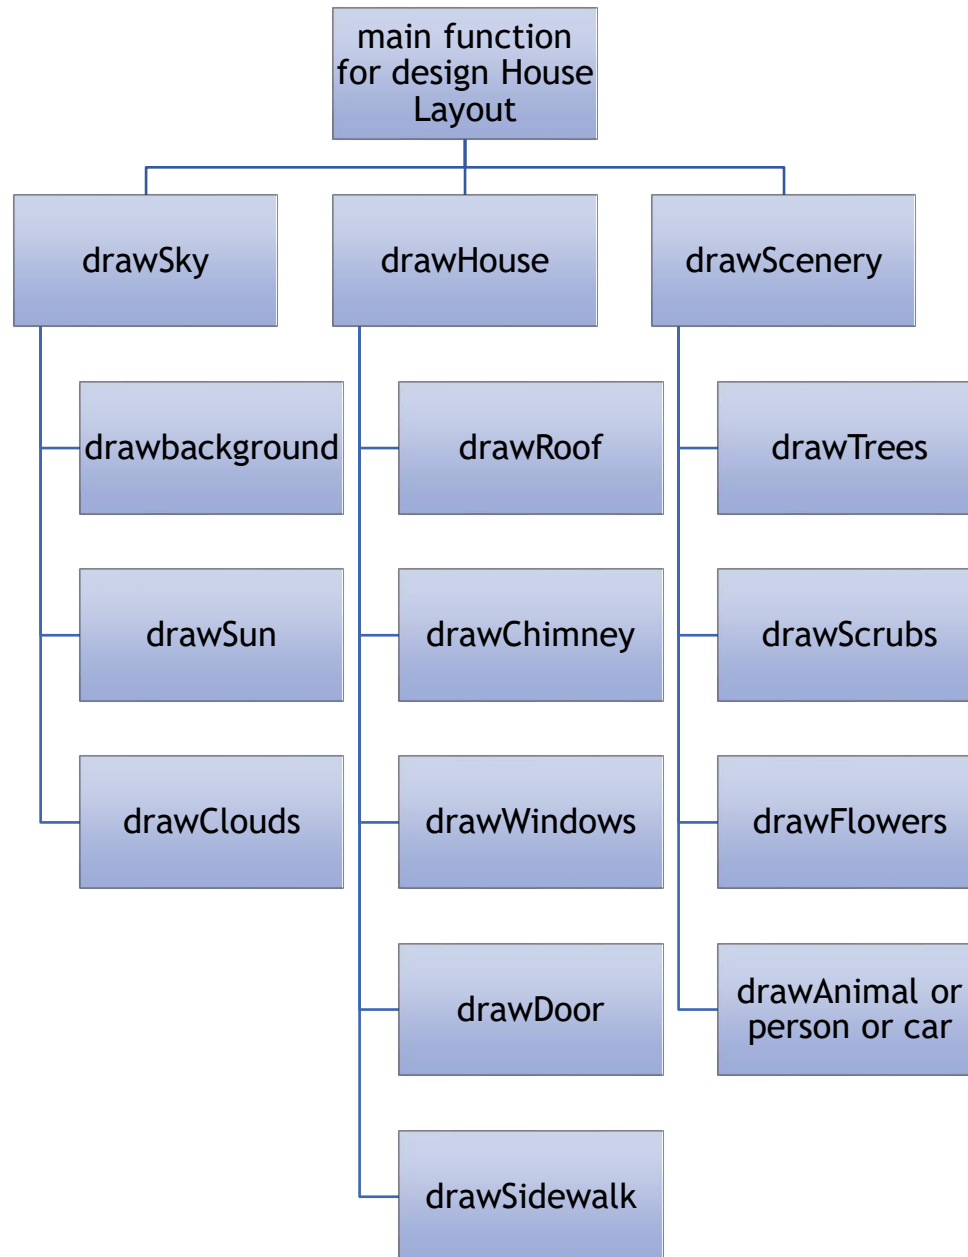 main function
for design House
Layout
drawSky
drawHouse
drawScenery
drawbackground
drawRoof
drawTrees
drawSun
drawChimney
drawScrubs
drawClouds
drawWindows
drawFlowers
drawDoor
drawAnimal or
person or car
drawSidewalk